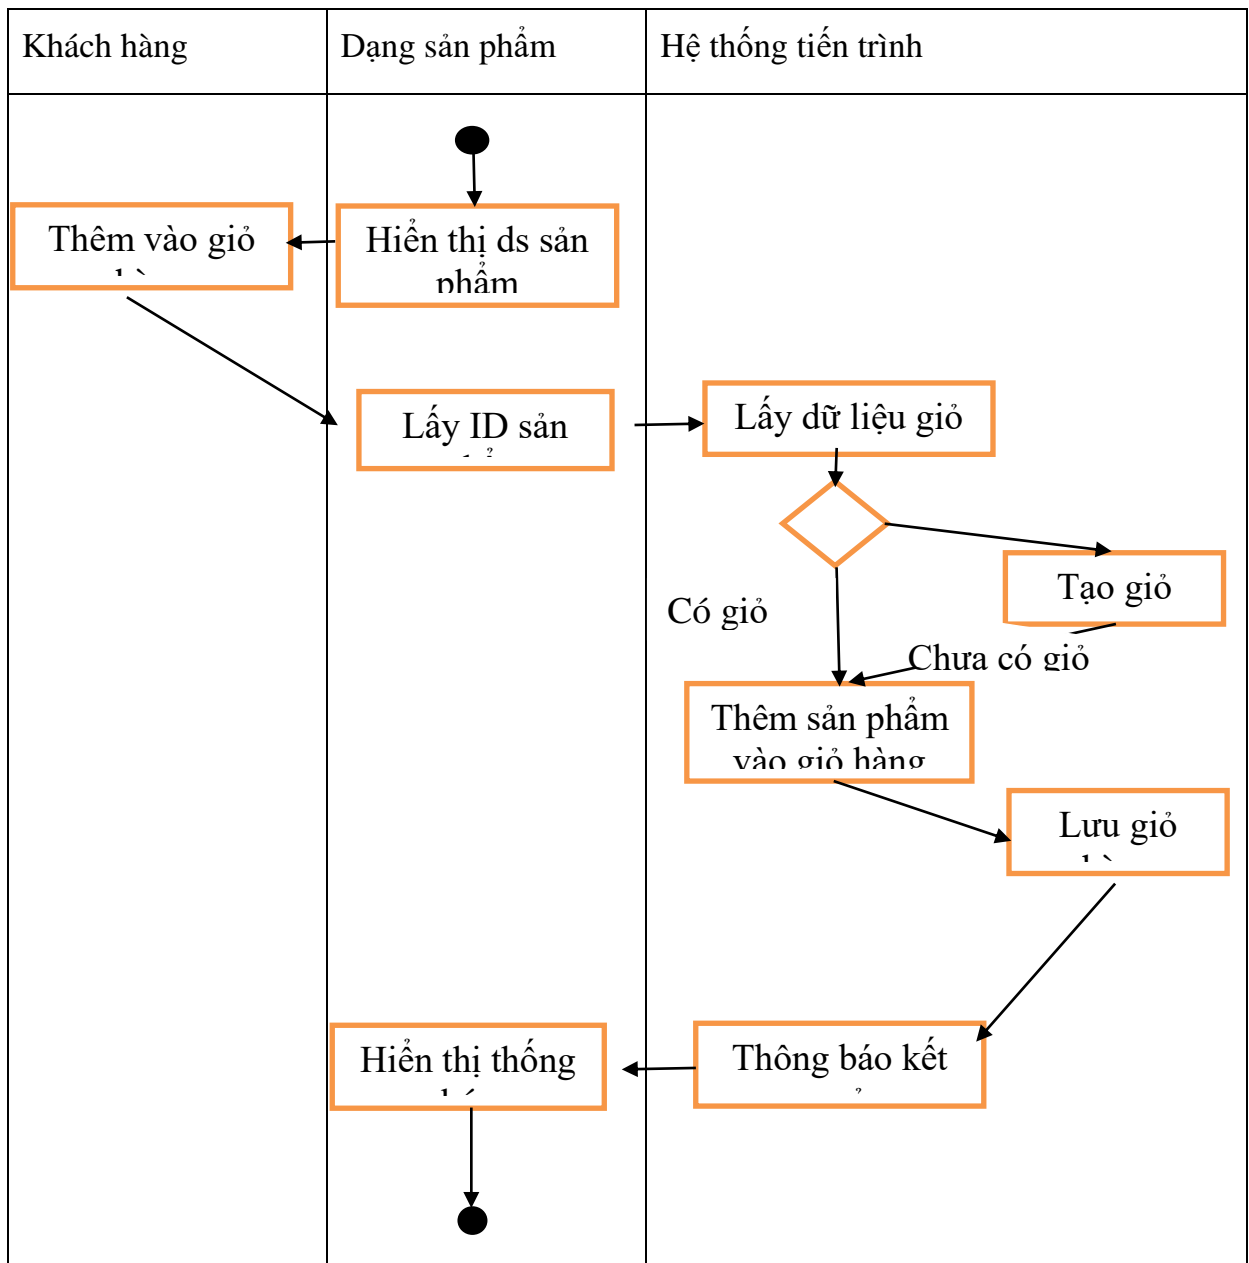 Khách hàng
Dạng sản phẩm
Hệ thống tiến trình
Thêm vào giỏ
Hiển thị ds sản
phẩm
Lấy ID sản
Lấy dữ liệu giỏ
Tạo giỏ
Có giỏ
Chưa có giỏ
Thêm sản phẩm
vào giỏ hàng
Lưu giỏ
Hiển thị thống
Thông báo kết